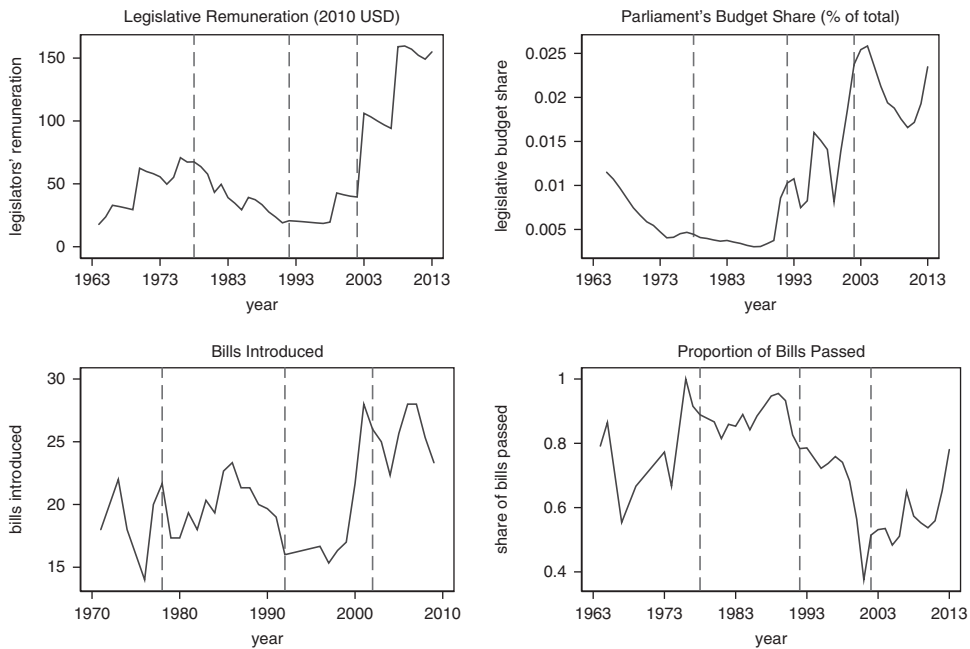 Legislative Remuneration (2010 USD)
legislators’ remuneration
150
100
50
0
1963 1973 1983 1993 2003 2013
year
Parliament’s Budget Share (% of total)
legislative budget share
0.025
0.02
0.015
0.01
0.005
1963 1973 1983 1993 2003 2013
year
Bills Introduced
bills introduced
30
25
20
15
1970 1980 1990 2000 2010
year
Proportion of Bills Passed
share of bills passed
1
0.8
0.6
0.4
1963 1973 1983 1993 2003 2013
year